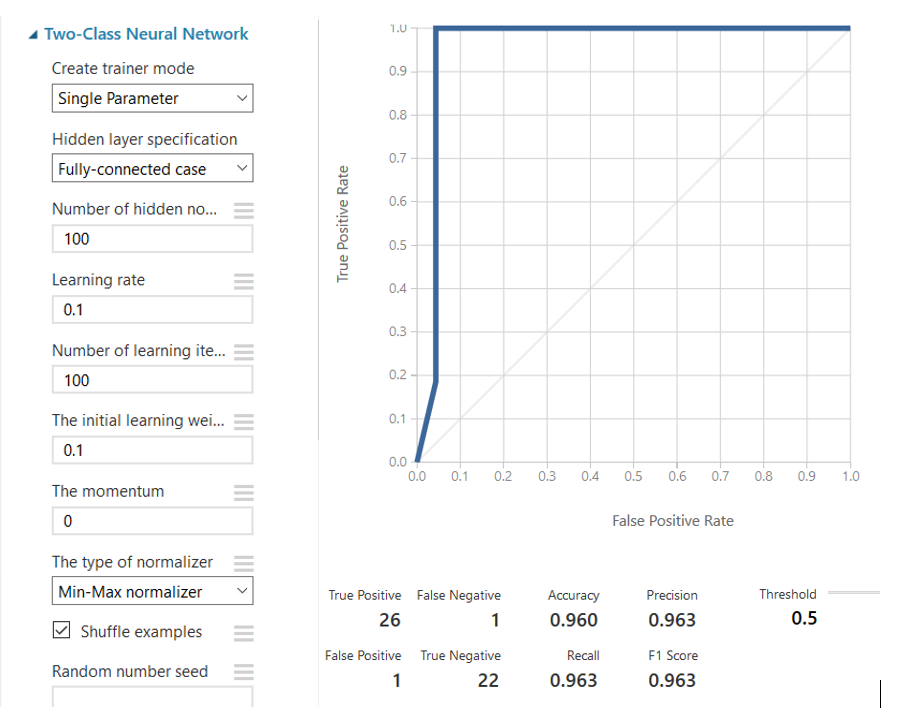 Two-Class Neural Network
Create trainer mode
Single Parameter
Hidden layer specification
Fully-connected case
Number of hidden no...
100
Learning rate
0.1
Number of learning ite...
100
The initial learning wei...
0.1
The momentum
0
The type of normalizer
Min-Max normalizer
Shuffle examples
Random number seed
1.0
0.9
0.8
0.7
0.6
0.5
0.4
0.3
0.2
0.1
0.0
True Positive Rate
0.0 0.1 0.2 0.3 0.4 0.5 0.6 0.7 0.8 0.9 1.0
False Positive Rate
True Positive False Negative Accuracy Precision Threshold
26 1 0.960 0.963 0.5
False Positive True Negative Recall F1 Score
1 22 0.963 0.963